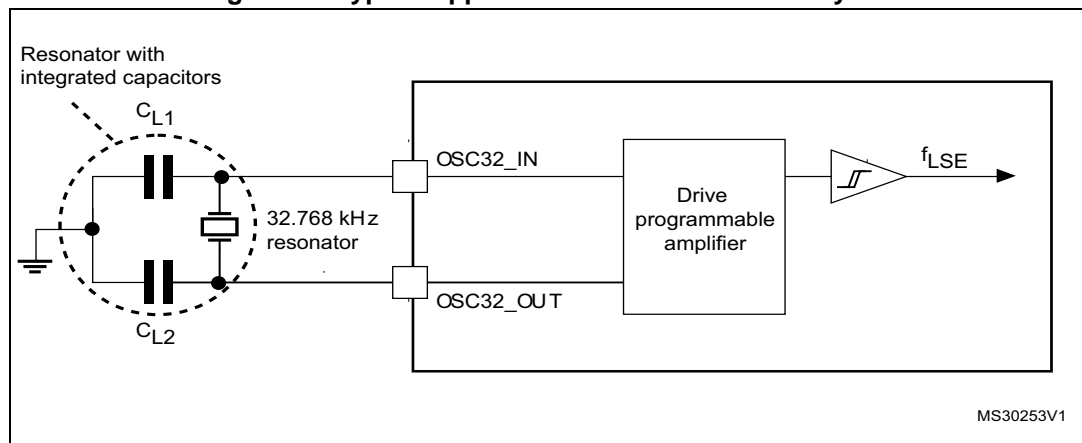 Resonator with
integrated capacitors
CL1
OSC32_IN
fLSE
32.768 kHz
resonator
Drive
programmable
amplifier
OSC32_OUT
CL2
MS30253V1